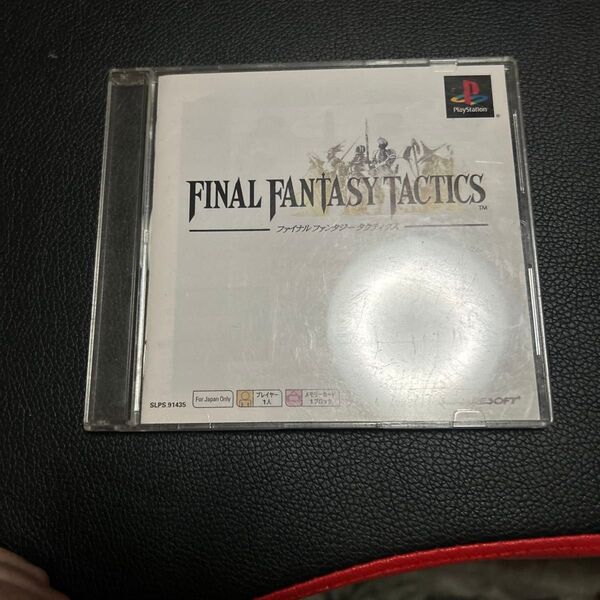 PlayStation
FINAL FANTASY TACTICS™
ファイナルファンタジータクティクス
SLPS 91435
For Japan Only
プレイヤー
1人
メモリーカード
1ブロック